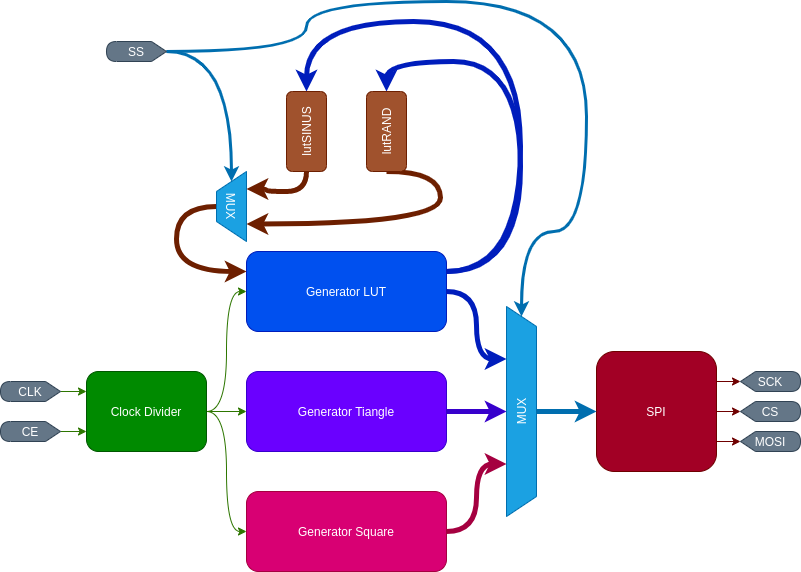 SS
lutSINUS
lutRAND
MUX
Generator LUT
CLK
CE
Clock Divider
Generator Tiangle
MUX
SPI
SCK
CS
MOSI
Generator Square